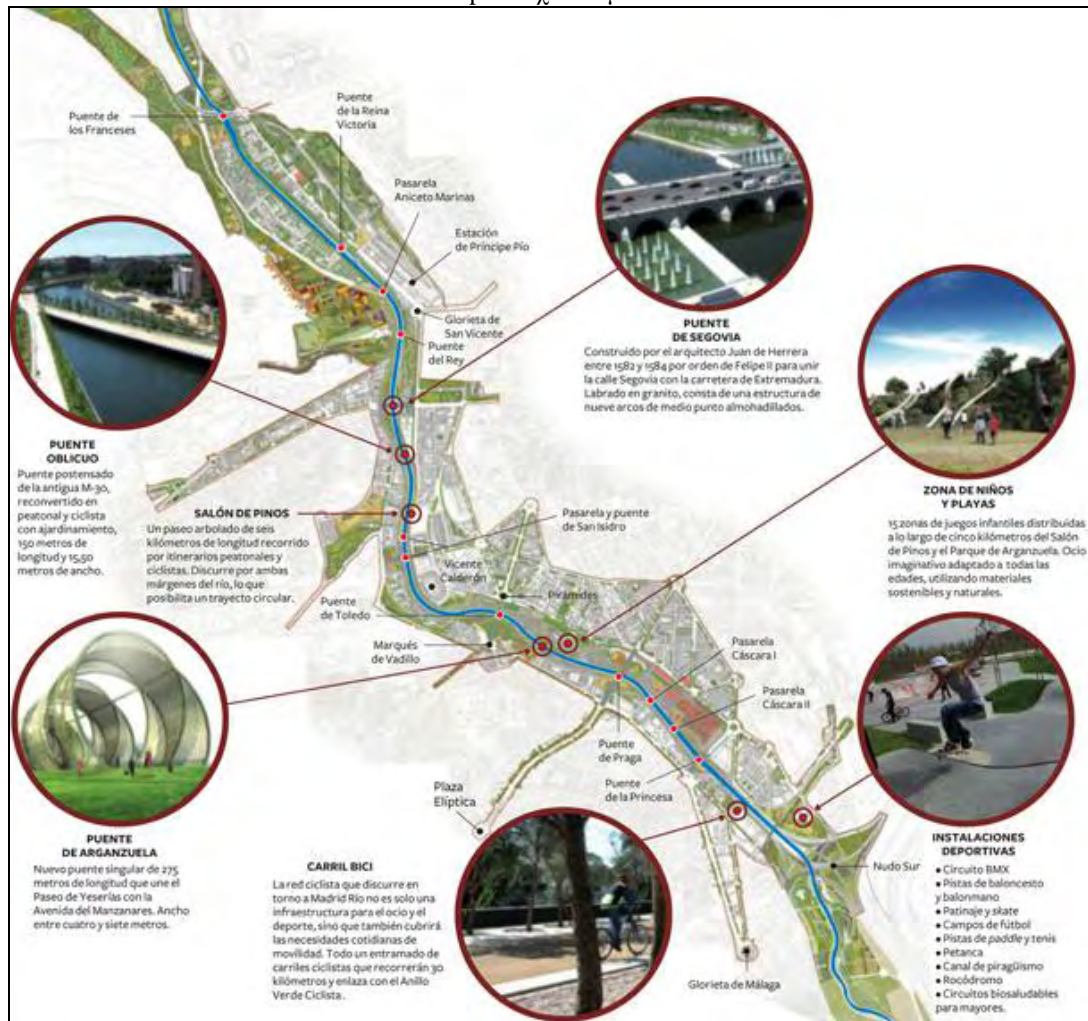 Puente de
los Franceses
Puente
de la Reina
Victoria
Pasarela
Aniceto Marinas
Estación
de Príncipe Pío
Glorieta de
San Vicente
Puente
del Rey
PUENTE
DE SEGOVIA
Construido por el arquitecto Juan de Herrera
entre 1582 y 1584 por orden de Felipe II para unir
la calle Segovia con la carretera de Extremadura.
Labrado en granito, consta de una estructura de
nueve arcos de medio punto almohadillados.
PUENTE
OBLICUO
Puente postensado
de la antigua M-30,
reconvertido en
peatonal y ciclista
con ajardinamiento,
150 metros de
longitud y 15,50
metros de ancho.
SALÓN DE PINOS
Un paseo arbolado de seis
kilómetros de longitud recorrido
por itinerarios peatonales y
ciclistas. Discurre por ambas
márgenes del río, lo que
posibilita un trayecto circular.
Pasarela y puente
de San Isidro
Vicente
Calderón
Pirámides
Puente
de Toledo
Marqués
de Vadillo
ZONA DE NIÑOS
Y PLAYAS
15 zonas de juegos infantiles distribuidas
a lo largo de cinco kilómetros del Salón
de Pinos y el Parque de Arganzuela. Ocio
imaginativo adaptado a todas las
edades, utilizando materiales
sostenibles y naturales.
Pasarela
Cáscara I
Pasarela
Cáscara II
Puente
de Praga
Puente
de la Princesa
Plaza
Elíptica
PUENTE
DE ARGANZUELA
Nuevo puente singular de 275
metros de longitud que une el
Paseo de Yeserías con la
Avenida del Manzanares. Ancho
entre cuatro y siete metros.
CARRIL BICI
La red ciclista que discurre en
torno a Madrid Río no es solo una
infraestructura para el ocio y el
deporte, sino que también cubrirá
las necesidades cotidianas de
movilidad. Todo un entramado de
carriles ciclistas que recorrerán 30
kilómetros y enlaza con el Anillo
Verde Ciclista.
Glorieta de Málaga
Nudo Sur
INSTALACIONES
DEPORTIVAS
• Circuito BMX
• Pistas de baloncesto
y balonmano
• Patinaje y skate
• Campos de fútbol
• Pistas de paddle y tenis
• Petanca
• Canal de piragüismo
• Rocódromo
• Circuitos biosaludables
para mayores.